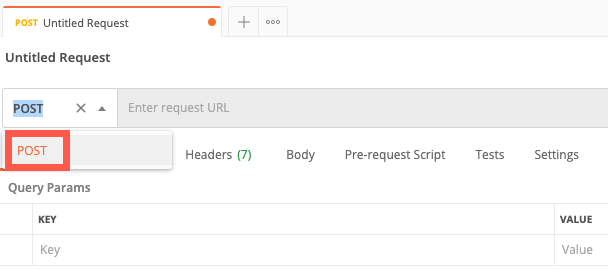 POST Untitled Request
Untitled Request
POST Enter request URL
POST Headers (7) Body Pre-request Script Tests Settings
Query Params
KEY VALUE
Key Value